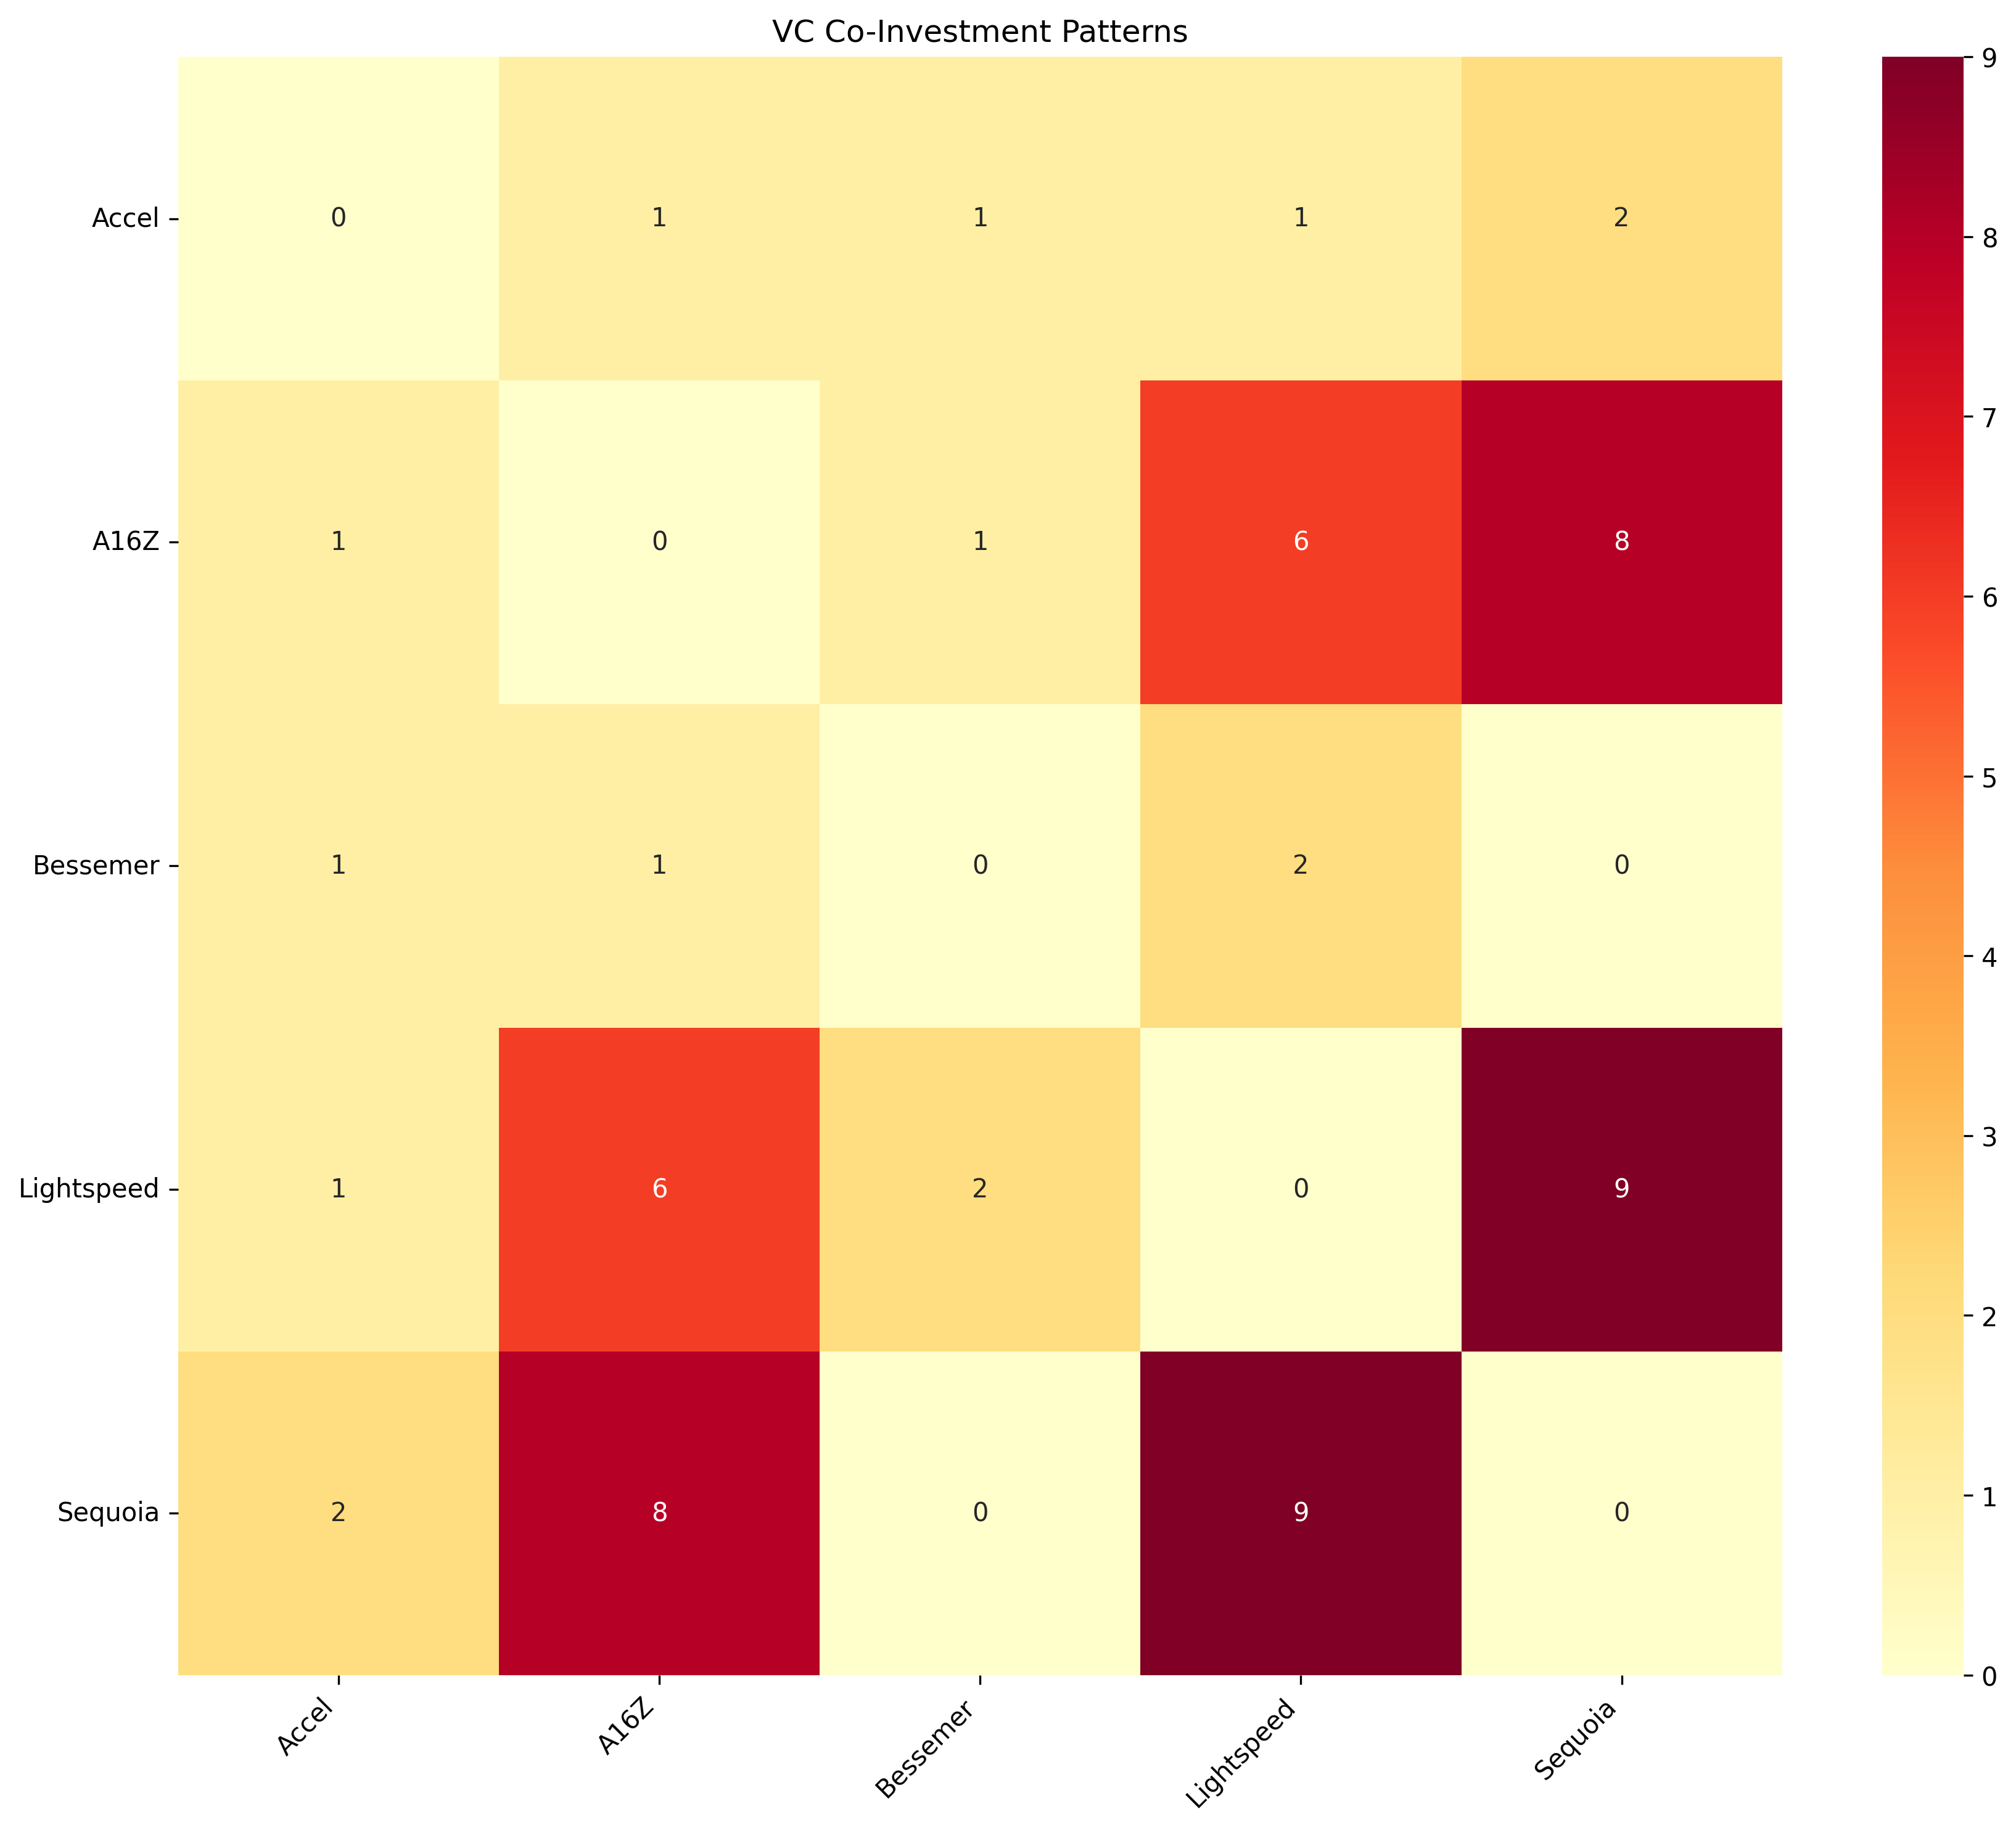 VC Co-Investment Patterns
Accel 0 1 1 1 2
A16Z 1 0 1 6 8
Bessemer 1 1 0 2 0
Lightspeed 1 6 2 0 9
Sequoia 2 8 0 9 0
Accel A16Z Bessemer Lightspeed Sequoia
9
8
7
6
5
4
3
2
1
0